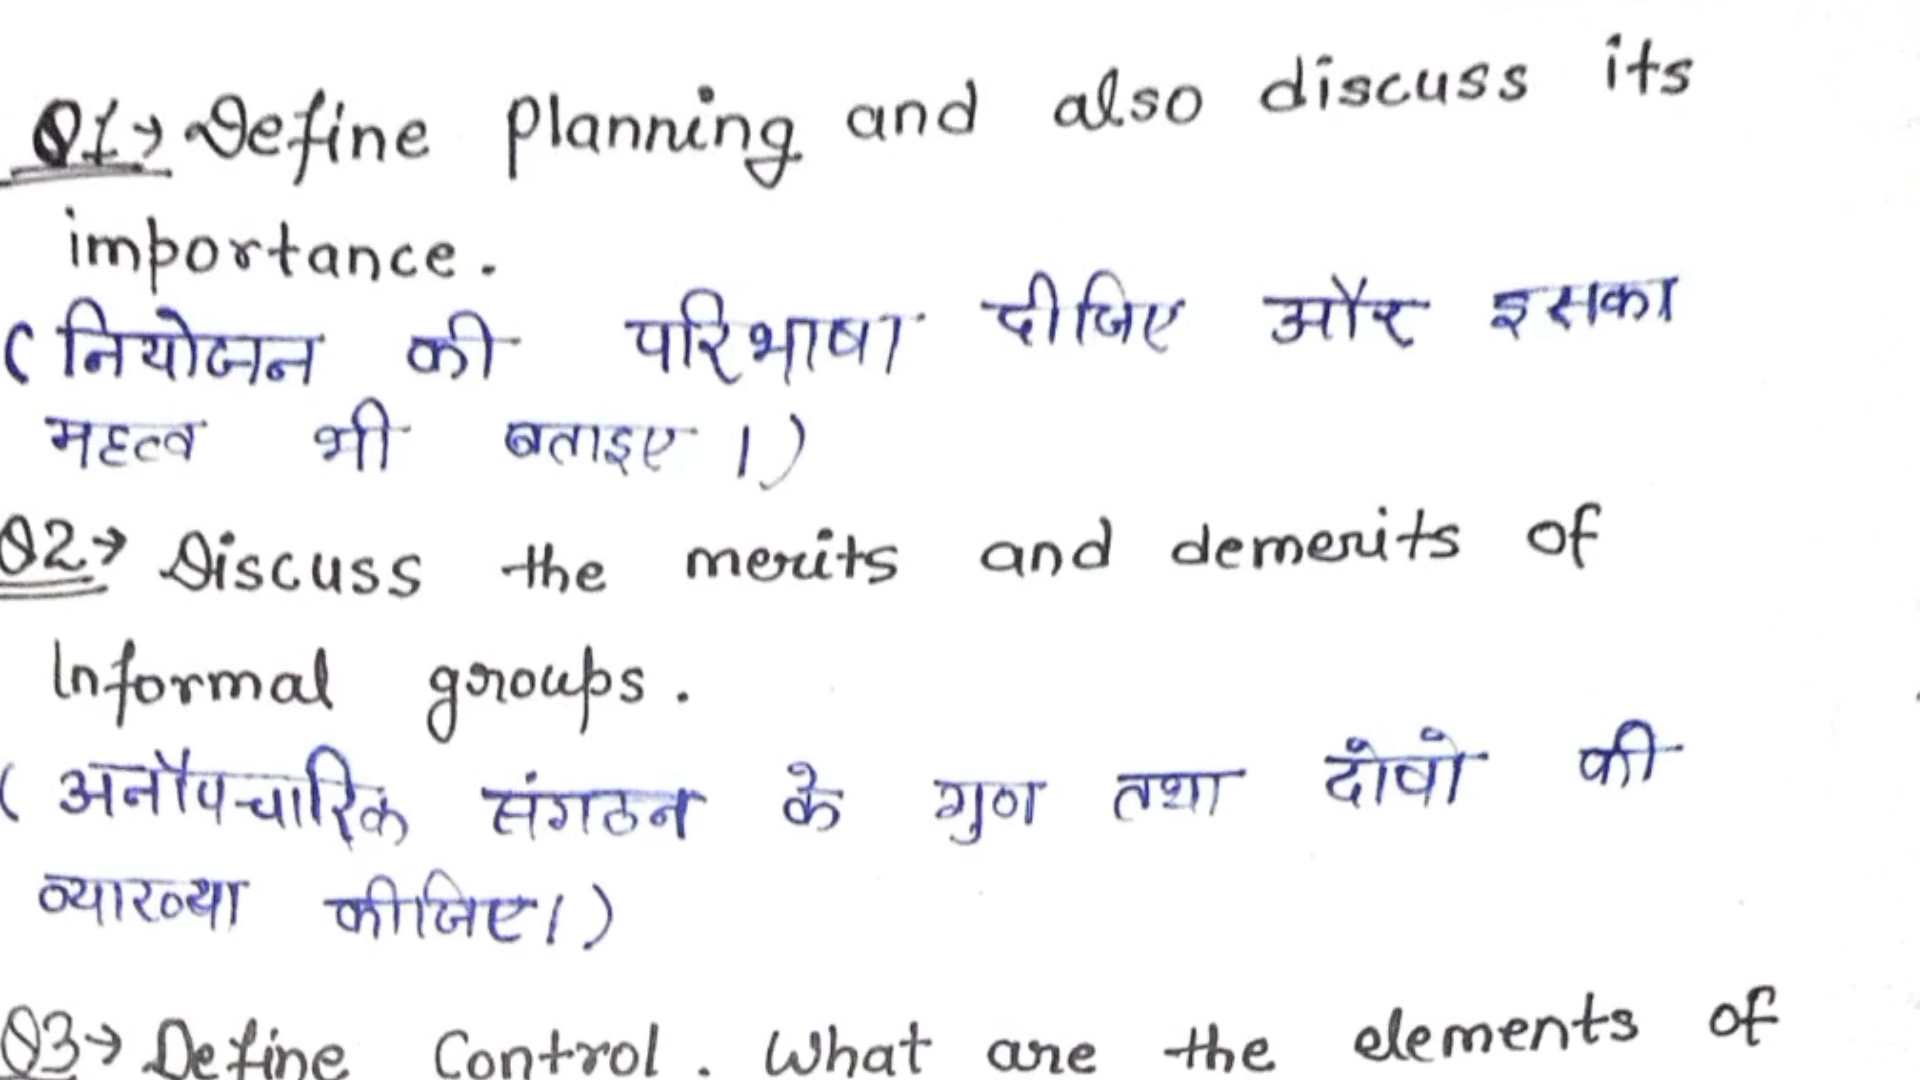 Q1→ Define planning and also discuss its
importance.
(नियोजन की परिभाषा दीजिए और इसका
महत्व भी बताइए।)
Q2→ Discuss the merits and demerits of
Informal groups.
(अनौपचारिक संगठन के गुण तथा दोषों की
व्याख्या कीजिए।)
Q3→ Define Control. What are the elements of